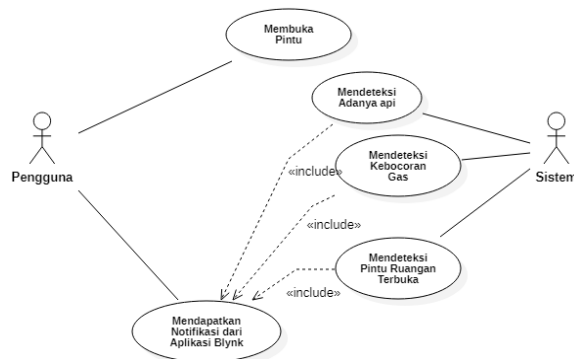 Membuka
Pintu
Mendeteksi
Adanya api
Pengguna
«include»
Mendeteksi
Kebocoran
Gas
Sistem
«include»
Mendeteksi
Pintu Ruangan
Terbuka
«include»
Mendapatkan
Notifikasi dari
Aplikasi Blynk